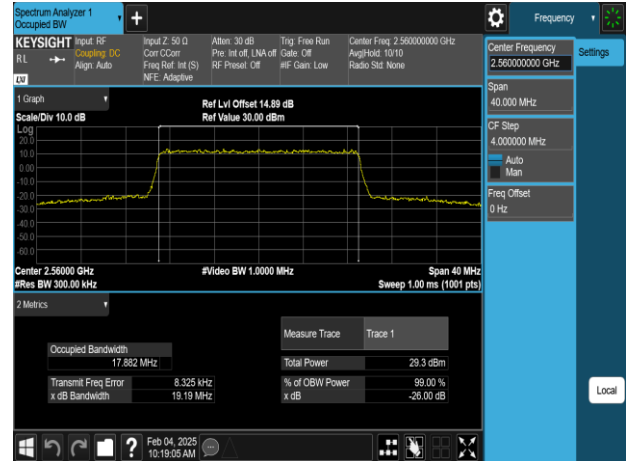 Spectrum Analyzer 1
Occupied BW
Frequency
KEYSIGHT
RL
Input: RF
Coupling: DC
Align: Auto
Input Z: 50 Ω
Corr CCorr
Freq Ref: Int (S)
NFE: Adaptive
Atten: 30 dB
Pre: Int off, LNA off
RF Preset: Off
Trig: Free Run
Gate: Off
#IF Gain: Low
Center Freq: 2.560000000 GHz
Avg|Hold: 10/10
Radio Std: None
LXI
Center Frequency
2.560000000 GHz
Settings
Span
40.000 MHz
CF Step
4.000000 MHz
Auto
Man
Freq Offset
0 Hz
1 Graph
Scale/Div 10.0 dB
Ref Lvl Offset 14.89 dB
Ref Value 30.00 dBm
Log
20.0
10.0
0.00
-10.0
-20.0
-30.0
-40.0
-50.0
-60.0
Center 2.56000 GHz
#Video BW 1.0000 MHz
Span 40 MHz
#Res BW 300.00 kHz
Sweep 1.00 ms (1001 pts)
2 Metrics
Measure Trace
Trace 1
Occupied Bandwidth
17.882 MHz
Total Power
29.3 dBm
Transmit Freq Error
8.325 kHz
% of OBW Power
99.00 %
x dB Bandwidth
19.19 MHz
x dB
-26.00 dB
Local
?
Feb 04, 2025
10:19:05 AM